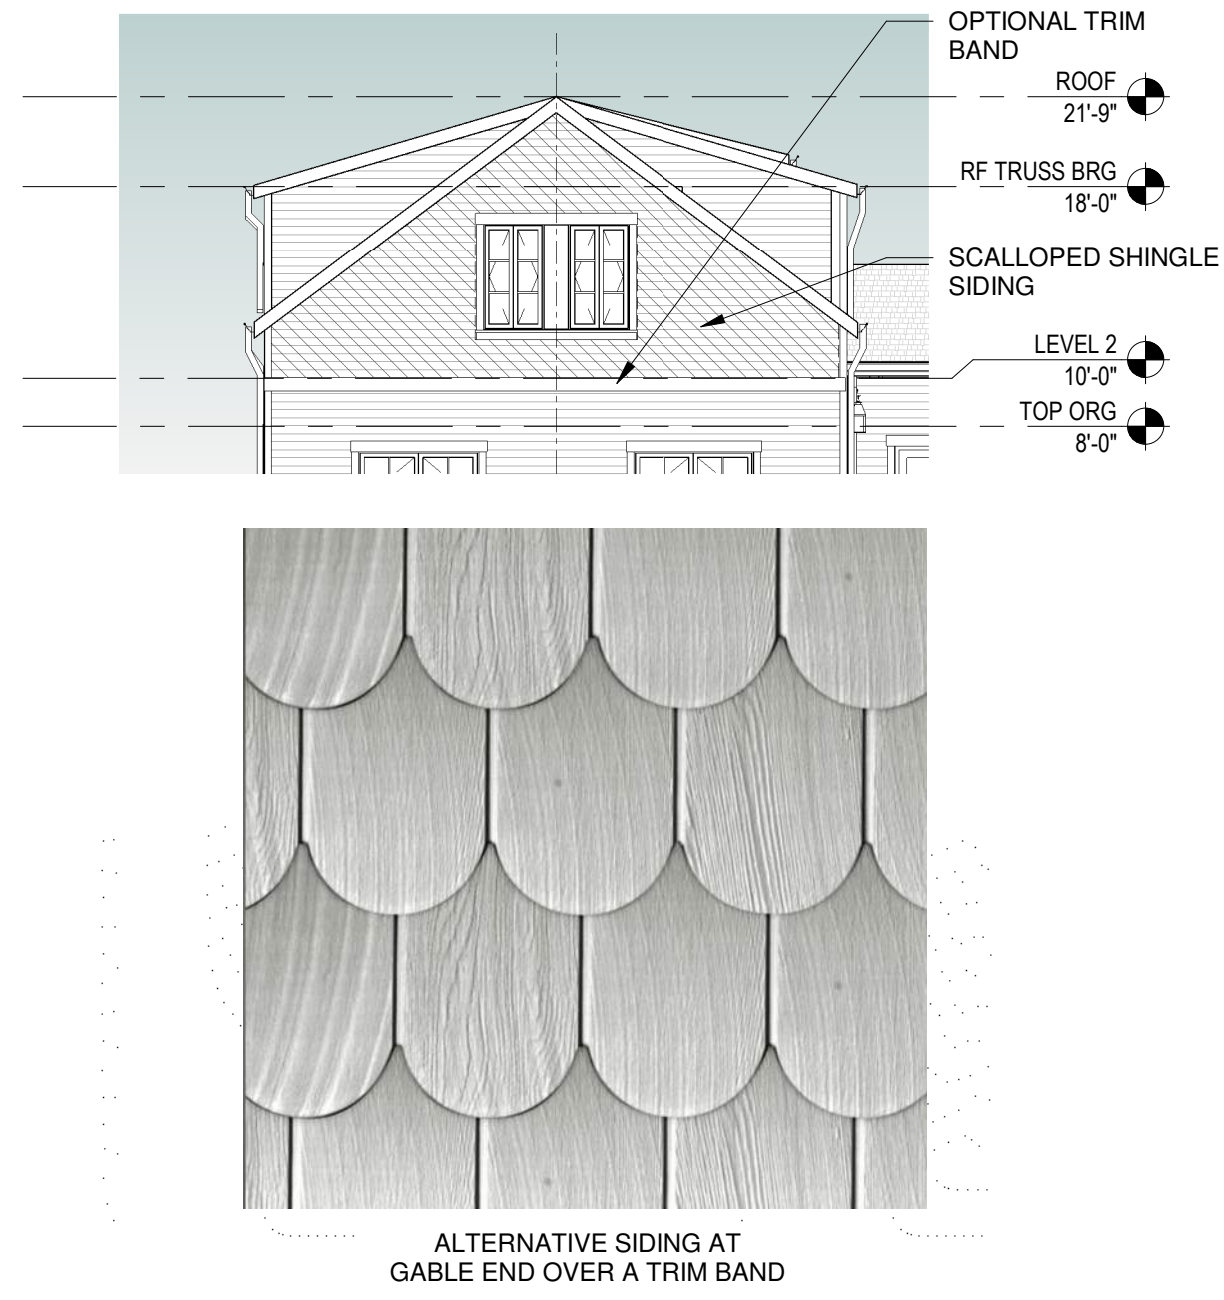 OPTIONAL TRIM
BAND
ROOF
21'-9"
RF TRUSS BRG
18'-0"
SCALLOPED SHINGLE
SIDING
LEVEL 2
10'-0"
TOP ORG
8'-0"
ALTERNATIVE SIDING AT
GABLE END OVER A TRIM BAND